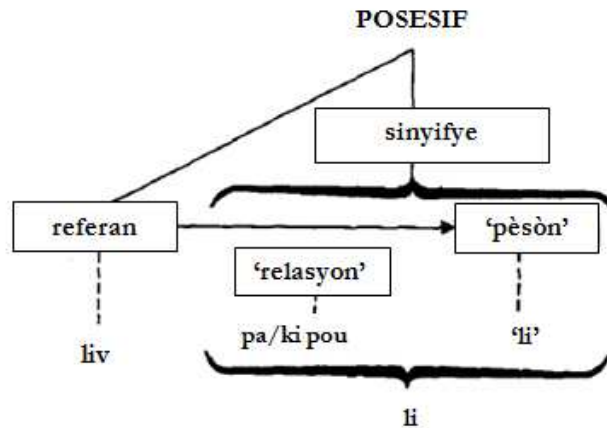 POSESIF
sinyifye
referan
‘pèsòn’
‘relasyon’
pa/ki pou
‘li’
liv
li